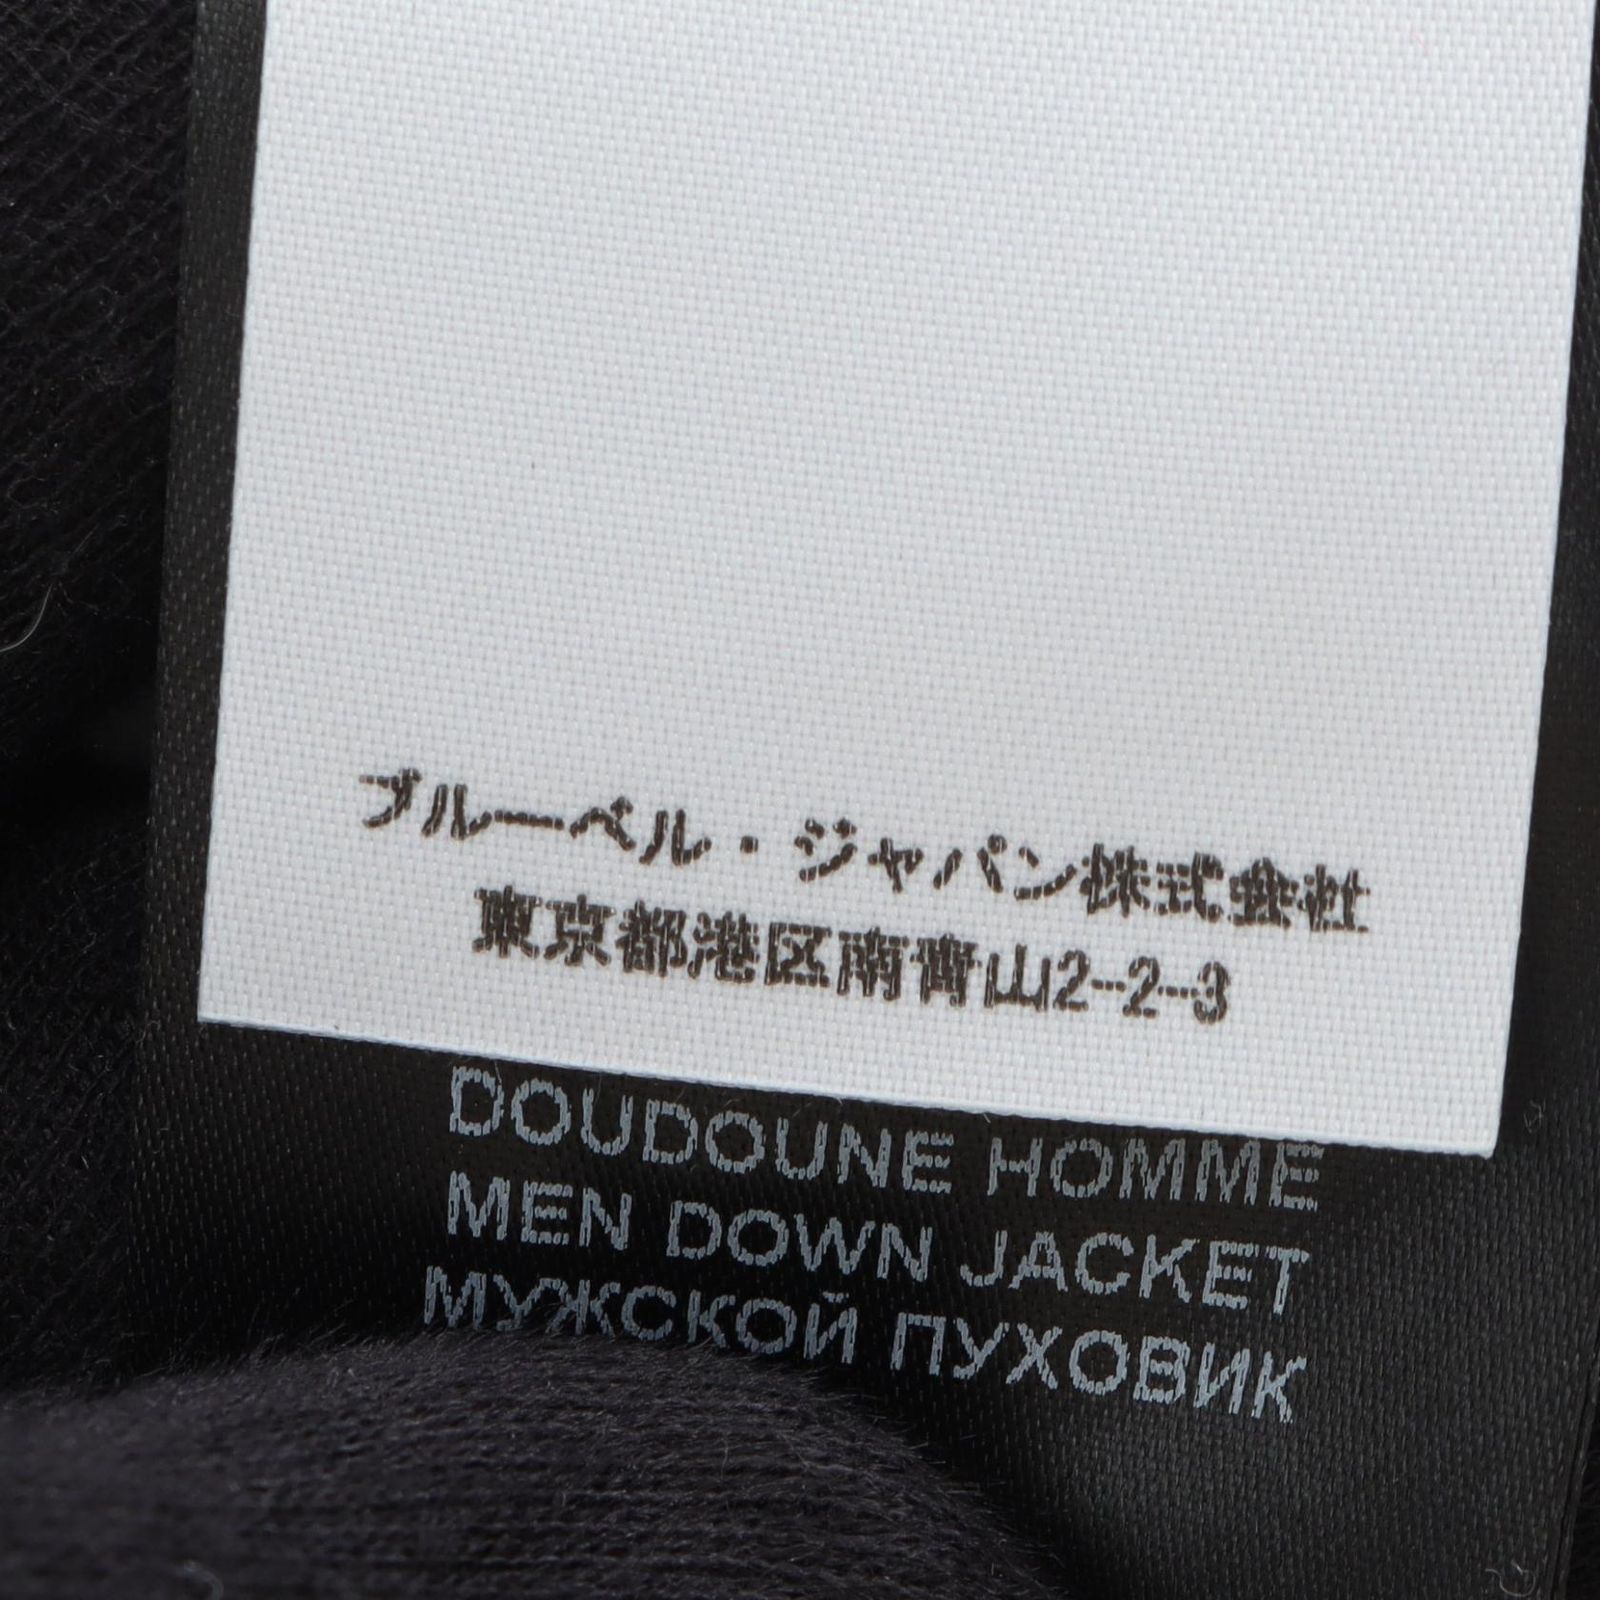 ブルーベル・ジャパン株式会社
東京都港区南青山2-2-3
DOUDOUNE HOMME
MEN DOWN JACKET
МУЖСКОЙ ПУХОВИК